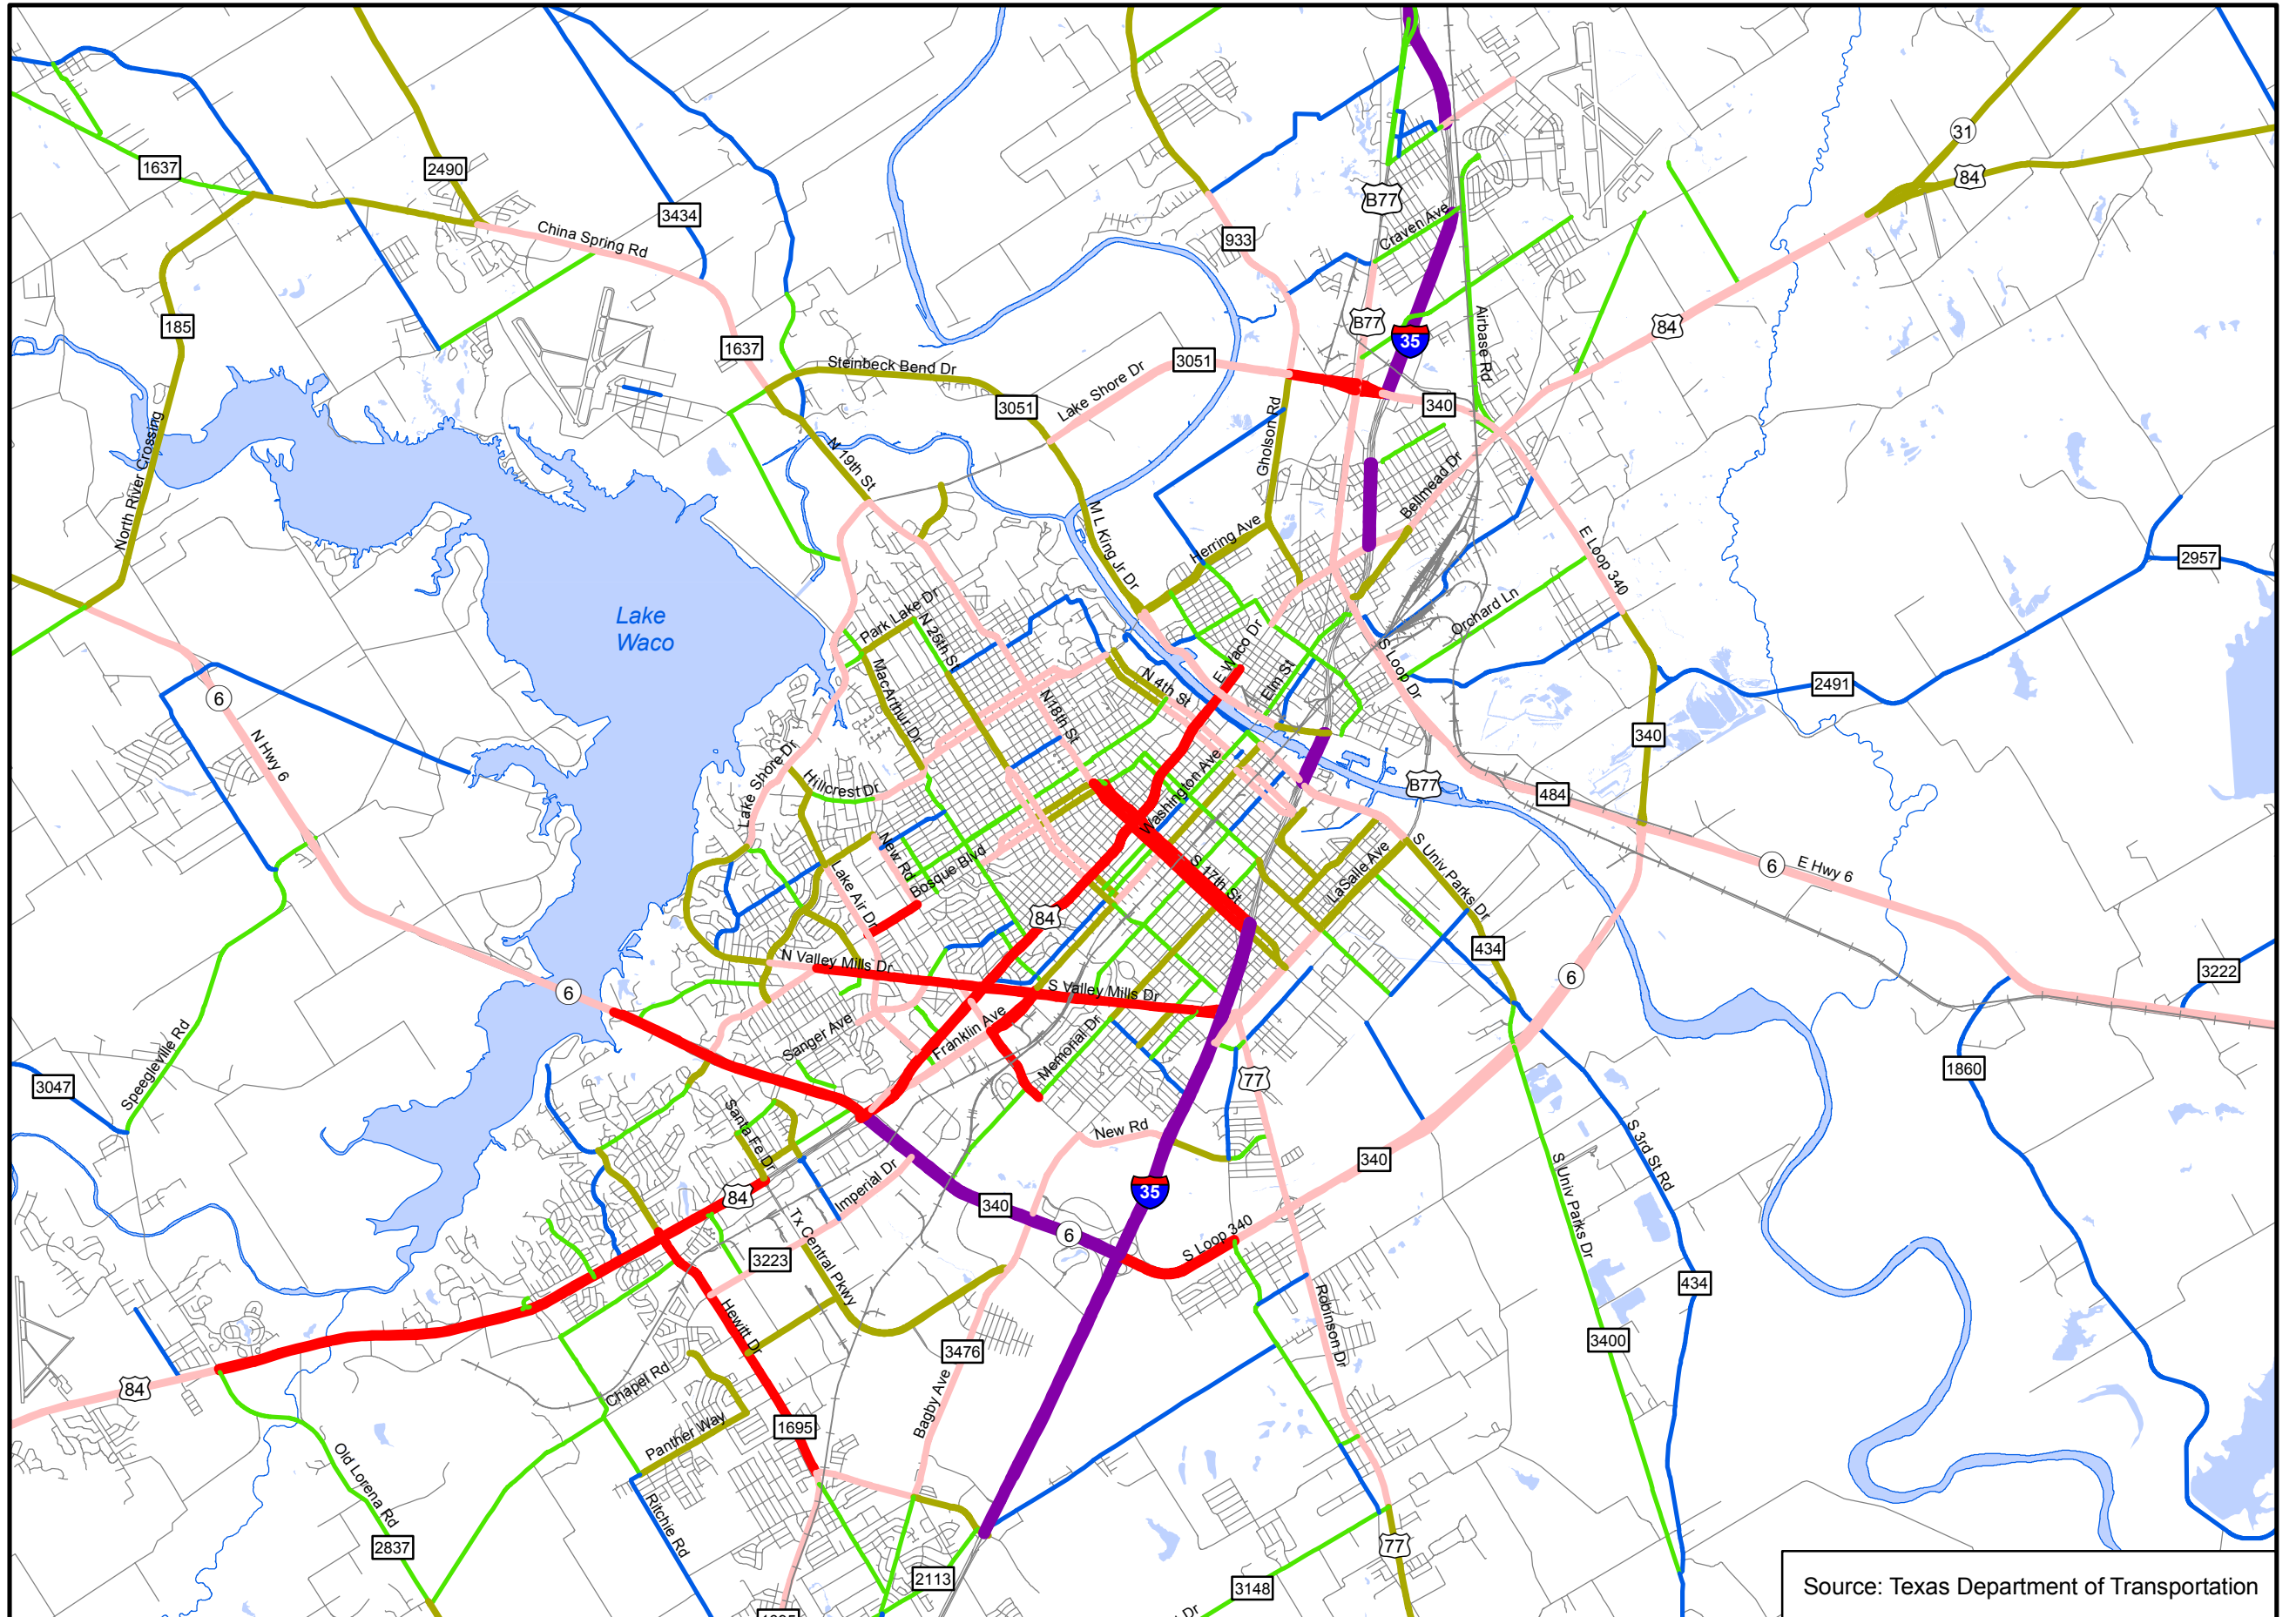 31
84
1637
2490
B77
3434
Craven Ave
933
China Spring Rd
185
B77
84
35
1637
Airbase Rd
3051
Steinbeck Bend Dr
Lake Shore Dr
3051
340
North River Crossing
N 19th St
Gholson Rd
Bellmead Dr
M L King Jr Dr
Herring Ave
E Loop 340
2957
Lake
Waco
Park Lake Dr
N 25th St
Orchard Ln
E Waco Dr
S Loop Dr
MacArthur Dr
N 4th St
Elm St
6
2491
N18th St
N Hwy 6
340
Lake Shore Dr
Hillcrest Dr
Washington Ave
B77
484
New Rd
Bosque Blvd
S 17th St
LaSalle Ave
S Univ Parks Dr
6
E Hwy 6
Lake Air Dr
84
434
N Valley Mills Dr
6
3222
6
S Valley Mills Dr
Speegleville Rd
Sanger Ave
Franklin Ave
Memorial Dr
3047
77
1860
Santa Fe Dr
New Rd
S 3rd St Rd
340
84
Imperial Dr
35
S Univ Parks Dr
340
6
S Loop 340
Tx Central Pkwy
3223
434
Hewitt Dr
Robinson Dr
3400
3476
84
Chapel Rd
Bagby Ave
1695
Panther Way
Old Lorena Rd
Ritchie Rd
2837
77
2113
3148
Dr
Source: Texas Department of Transportation